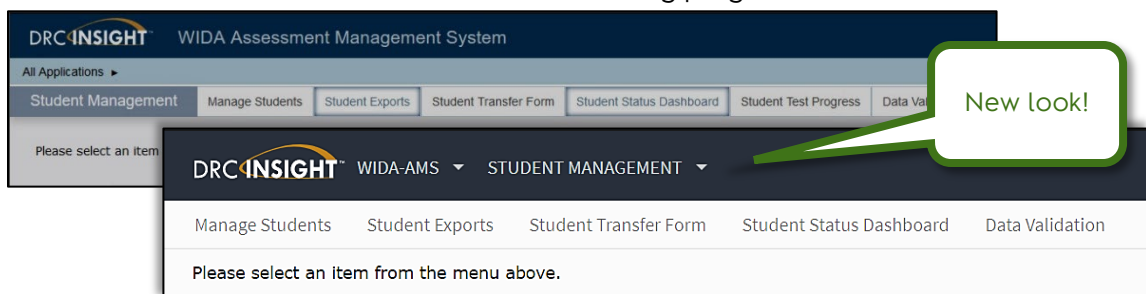 DRC INSIGHT WIDA Assessment Management System
All Applications ►
Student Management Manage Students Student Exports Student Transfer Form Student Status Dashboard Student Test Progress Data
New look!
Please select an item
DRC INSIGHT™ WIDA-AMS ▼ STUDENT MANAGEMENT ▼
Manage Students Student Exports Student Transfer Form Student Status Dashboard Data Validation
Please select an item from the menu above.